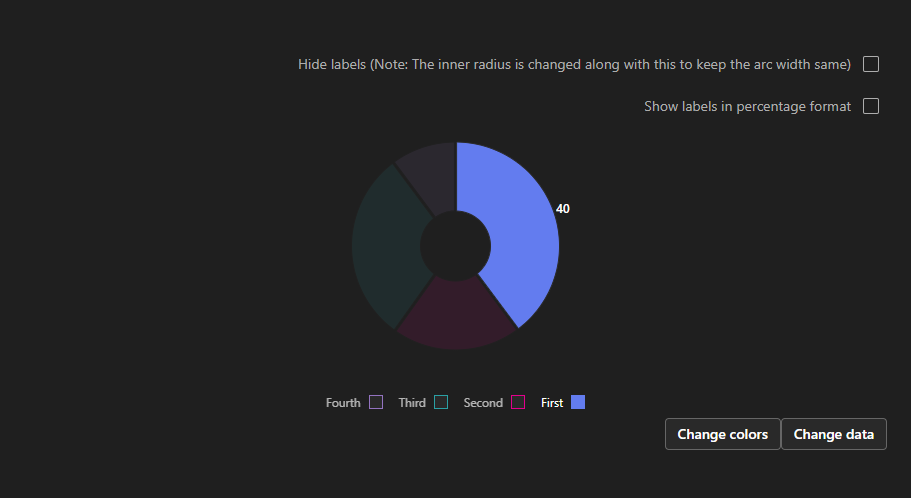 Hide labels (Note: The inner radius is changed along with this to keep the arc width same)
Show labels in percentage format
40
Fourth Third Second First
Change colors Change data